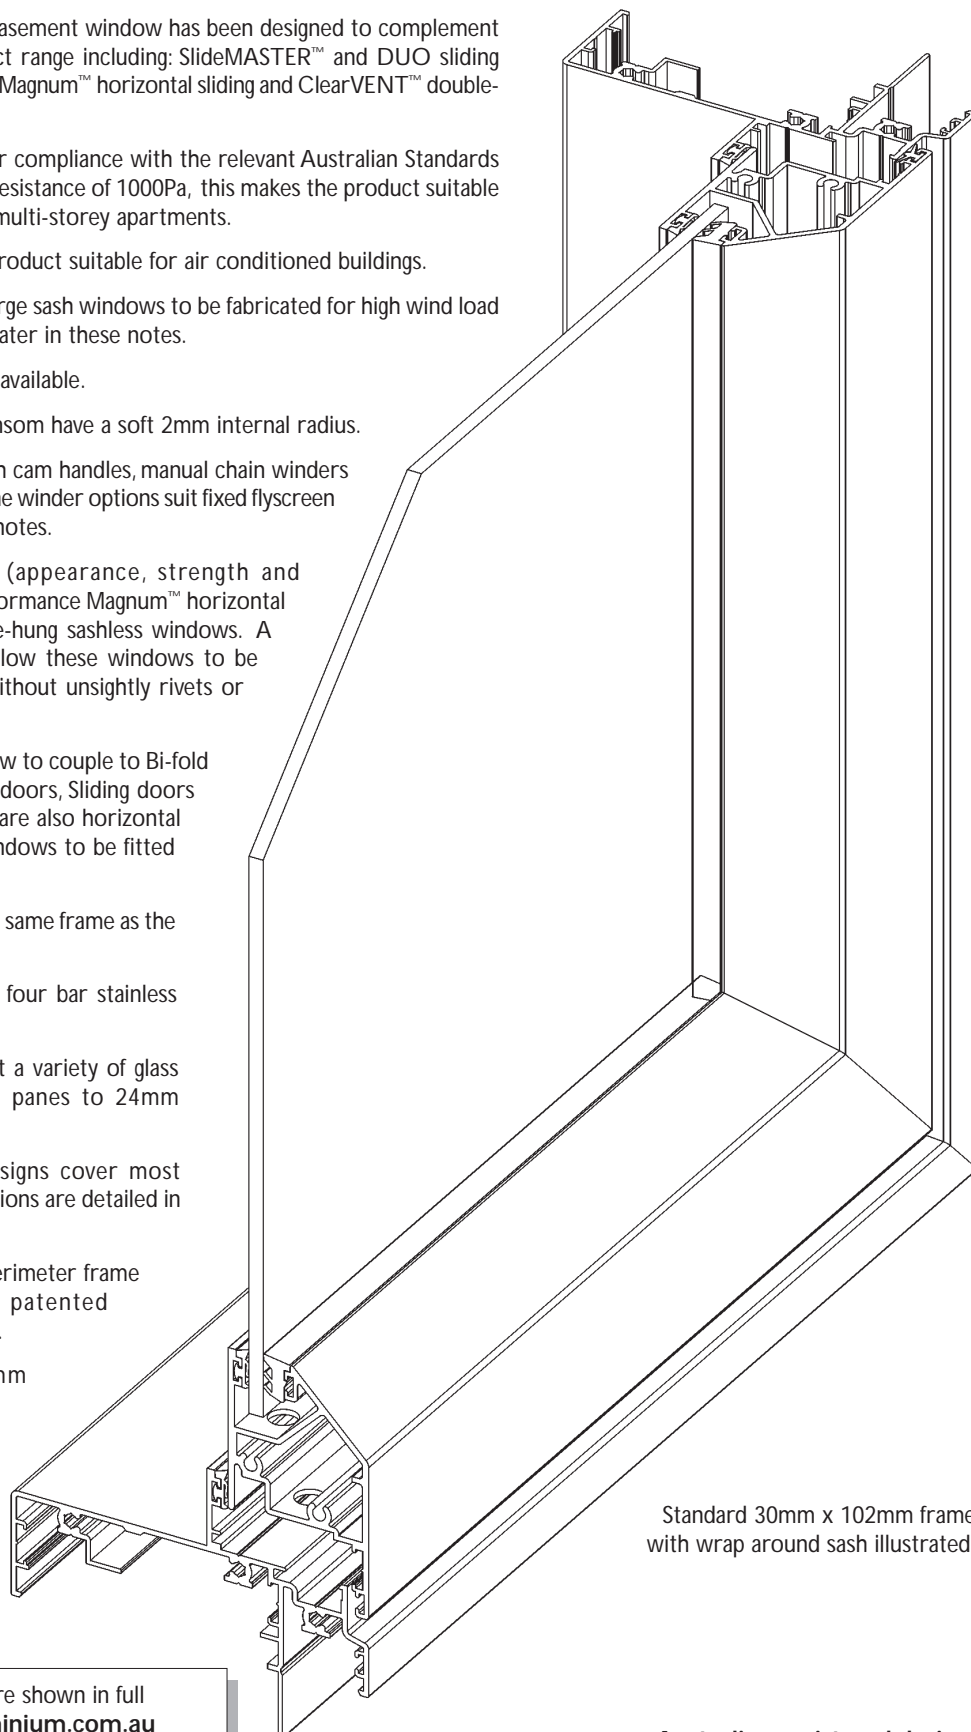 asement window has been designed to complement
ct range including: SlideMASTER™ and DUO sliding
Magnum™ horizontal sliding and ClearVENT™ double-
r compliance with the relevant Australian Standards
esistance of 1000Pa, this makes the product suitable
multi-storey apartments.
roduct suitable for air conditioned buildings.
rge sash windows to be fabricated for high wind load
ater in these notes.
available.
nsom have a soft 2mm internal radius.
n cam handles, manual chain winders
ne winder options suit fixed flyscreen
notes.
(appearance, strength and
ormance Magnum™ horizontal
e-hung sashless windows. A
low these windows to be
ithout unsightly rivets or
w to couple to Bi-fold
doors, Sliding doors
are also horizontal
ndows to be fitted
same frame as the
four bar stainless
t a variety of glass
panes to 24mm
signs cover most
ions are detailed in
erimeter frame
patented
.
nm
Standard 30mm x 102mm frame
with wrap around sash illustrated
re shown in full
ninium.com.au